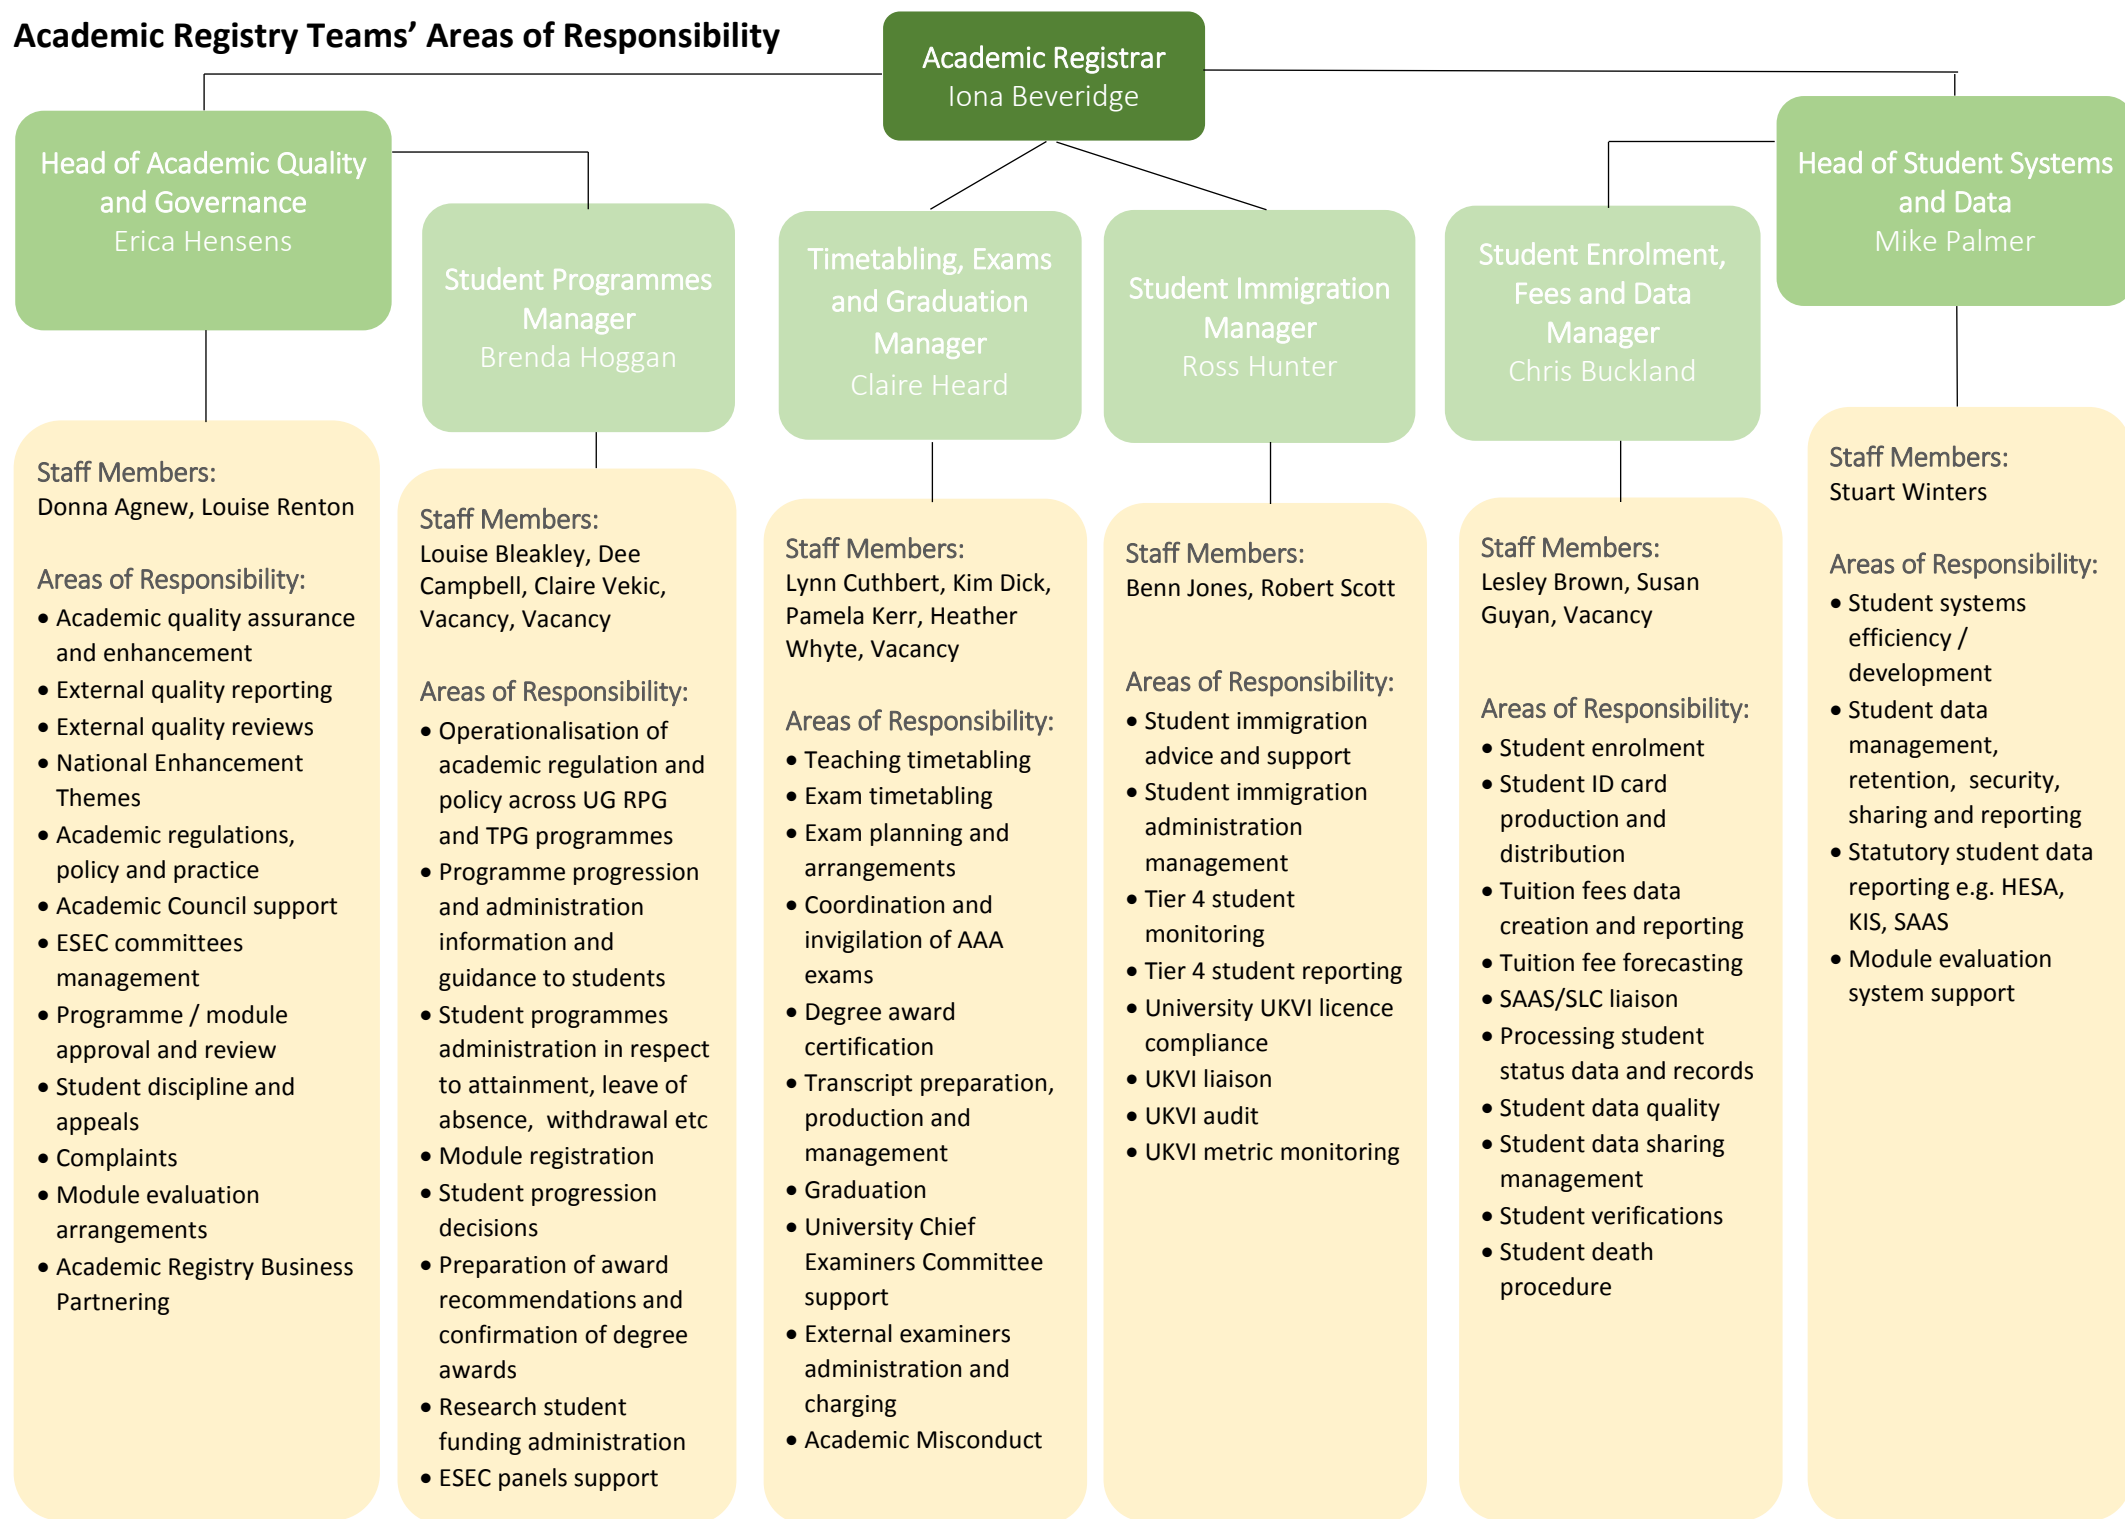 Academic Registry Teams’ Areas of Responsibility
Academic Registrar
Iona Beveridge
Head of Academic Quality
and Governance
Erica Hensens
Student Programmes
Manager
Brenda Hoggan
Timetabling, Exams
and Graduation
Manager
Claire Heard
Student Immigration
Manager
Ross Hunter
Student Enrolment,
Fees and Data
Manager
Chris Buckland
Head of Student Systems
and Data
Mike Palmer
Staff Members:
Donna Agnew, Louise Renton
Areas of Responsibility:
• Academic quality assurance
and enhancement
• External quality reporting
• External quality reviews
• National Enhancement
Themes
• Academic regulations,
policy and practice
• Academic Council support
• ESEC committees
management
• Programme / module
approval and review
• Student discipline and
appeals
• Complaints
• Module evaluation
arrangements
• Academic Registry Business
Partnering
Staff Members:
Louise Bleakley, Dee
Campbell, Claire Vekic,
Vacancy, Vacancy
Areas of Responsibility:
• Operationalisation of
academic regulation and
policy across UG RPG
and TPG programmes
• Programme progression
and administration
information and
guidance to students
• Student programmes
administration in respect
to attainment, leave of
absence, withdrawal etc
• Module registration
• Student progression
decisions
• Preparation of award
recommendations and
confirmation of degree
awards
• Research student
funding administration
• ESEC panels support
Staff Members:
Lynn Cuthbert, Kim Dick,
Pamela Kerr, Heather
Whyte, Vacancy
Areas of Responsibility:
• Teaching timetabling
• Exam timetabling
• Exam planning and
arrangements
• Coordination and
invigilation of AAA
exams
• Degree award
certification
• Transcript preparation,
production and
management
• Graduation
• University Chief
Examiners Committee
support
• External examiners
administration and
charging
• Academic Misconduct
Staff Members:
Benn Jones, Robert Scott
Areas of Responsibility:
• Student immigration
advice and support
• Student immigration
administration
management
• Tier 4 student
monitoring
• Tier 4 student reporting
• University UKVI licence
compliance
• UKVI liaison
• UKVI audit
• UKVI metric monitoring
Staff Members:
Lesley Brown, Susan
Guyan, Vacancy
Areas of Responsibility:
• Student enrolment
• Student ID card
production and
distribution
• Tuition fees data
creation and reporting
• Tuition fee forecasting
• SAAS/SLC liaison
• Processing student
status data and records
• Student data quality
• Student data sharing
management
• Student verifications
• Student death
procedure
Staff Members:
Stuart Winters
Areas of Responsibility:
• Student systems
efficiency /
development
• Student data
management,
retention, security,
sharing and reporting
• Statutory student data
reporting e.g. HESA,
KIS, SAAS
• Module evaluation
system support